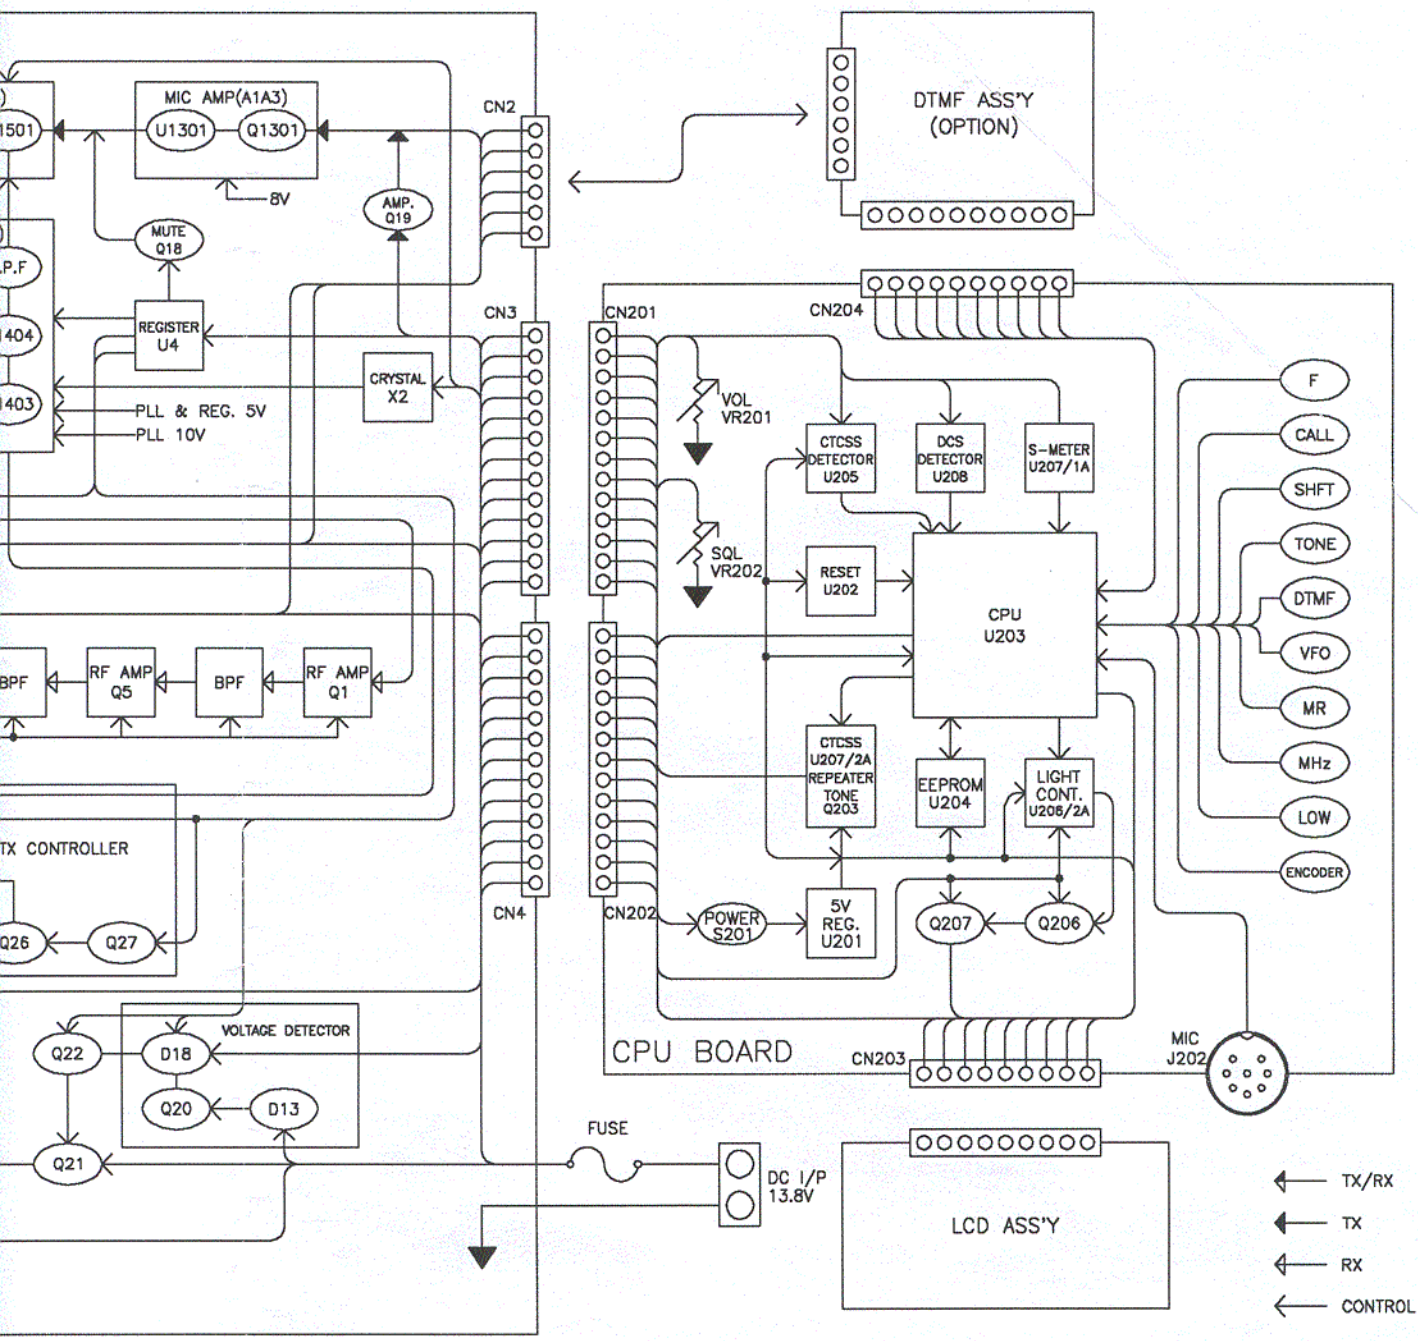 )
1501
MIC AMP(A1A3)
U1301
Q1301
8V
AMP.
Q19
MUTE
Q18
CN2
DTMF ASS'Y
(OPTION)
)
.P.F
1404
1403
REGISTER
U4
CRYSTAL
X2
PLL & REG. 5V
PLL 10V
CN3
CN201
CN204
VOL
VR201
SQL
VR202
CTCSS
DETECTOR
U205
DCS
DETECTOR
U208
S-METER
U207/1A
RESET
U202
CPU
U203
F
CALL
SHFT
TONE
DTMF
VFO
MR
MHz
LOW
ENCODER
BPF
RF AMP
Q5
BPF
RF AMP
Q1
CTCSS
U207/2A
REPEATER
TONE
Q203
EEPROM
U204
LIGHT
CONT.
U206/2A
TX CONTROLLER
Q26
Q27
CN4
CN202
POWER
S201
5V
REG.
U201
Q207
Q206
VOLTAGE DETECTOR
Q22
D18
Q20
D13
Q21
CPU BOARD
CN203
MIC
J202
FUSE
DC I/P
13.8V
LCD ASS'Y
TX/RX
TX
RX
CONTROL